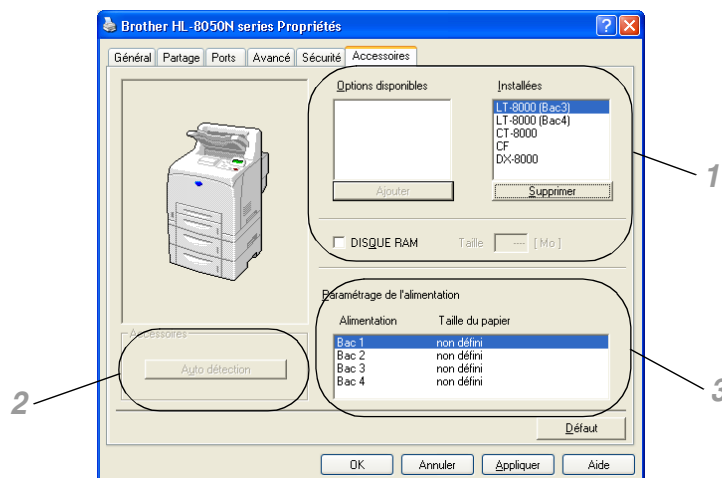 Brother HL-8050N series Propriétés
Général Partage Ports Avancé Sécurité Accessoires
Options disponibles
Installées
LT-8000 (Bac3)
LT-8000 (Bac4)
CT-8000
CF
DX-8000
Ajouter
Supprimer
1
DISQUE RAM Taille --- [ Mo ]
Paramétrage de l'alimentation
Alimentation Taille du papier
Bac 1 non défini
Bac 2 non défini
Bac 3 non défini
Bac 4 non défini
3
Accessoires
Auto détection
2
Défaut
OK Annuler Appliquer Aide